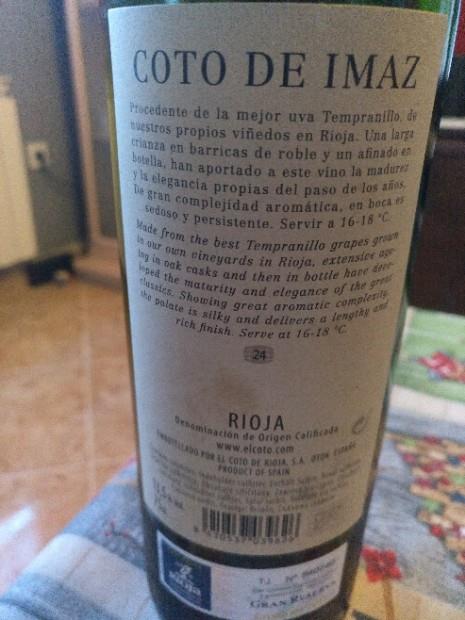 COTO DE IMAZ
Procedente de la mejor uva Tempranillo, de
nuestros propios viñedos en Rioja. Una larga
crianza en barricas de roble y un afinado en
botella, han aportado a este vino la madurez
y la elegancia propias del paso de los años.
De gran complejidad aromática, en boca es
sedoso y persistente. Servir a 16-18 °C.
Made from the best Tempranillo grapes grown
in our own vineyards in Rioja, extensive age-
ing in oak casks and then in bottle have deve-
loped the maturity and elegance of the great
classics. Showing great aromatic complexity,
the palate is silky and delivers a lengthy and
rich finish. Serve at 16-18 °C.
24
RIOJA
Denominación de Origen Calificada
www.elcoto.com
EMBOTELLADO POR EL COTO DE RIOJA, S.A. OYON. ESPAÑA
PRODUCT OF SPAIN
Rioja
GRAN RESERVA